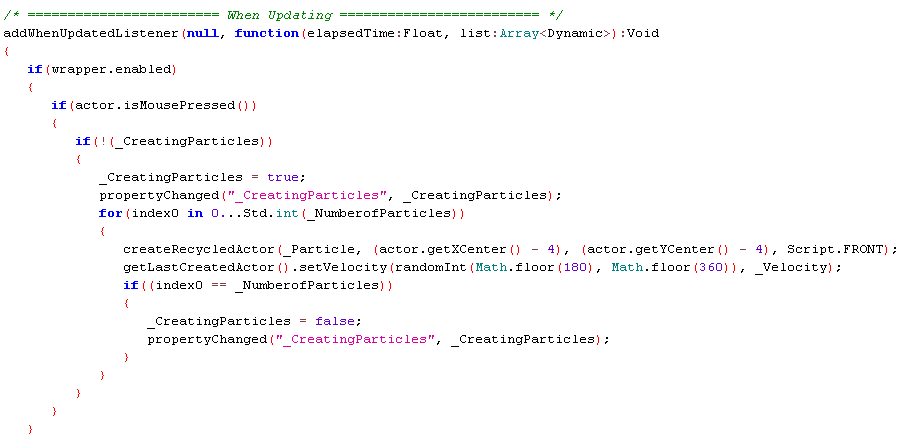 /* ======================== When Updating ========================= */
addWhenUpdatedListener(null, function(elapsedTime:Float, list:Array<Dynamic>):Void
{
if(wrapper.enabled)
{
if(actor.isMousePressed())
{
if(!(_CreatingParticles))
{
_CreatingParticles = true;
propertyChanged("_CreatingParticles", _CreatingParticles);
for(index0 in 0...Std.int(_NumberofParticles))
{
createRecycledActor(_Particle, (actor.getXCenter() - 4), (actor.getYCenter() - 4), Script.FRONT);
getLastCreatedActor().setVelocity(randomInt(Math.floor(180), Math.floor(360)), _Velocity);
if((index0 == _NumberofParticles))
{
_CreatingParticles = false;
propertyChanged("_CreatingParticles", _CreatingParticles);
}
}
}
}
}